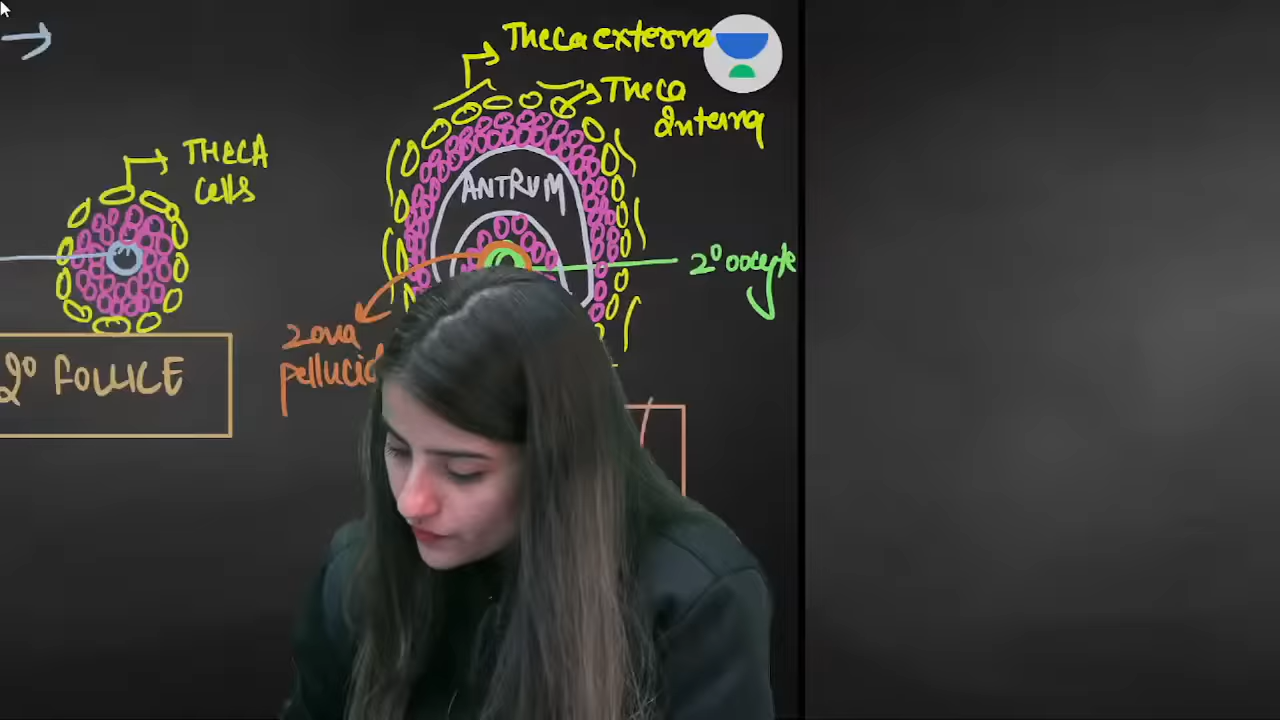 Theca externa
Theca
interna
THECA
cells
ANTRUM
2° oocyte
zona
pellucid
2° FOLLICE